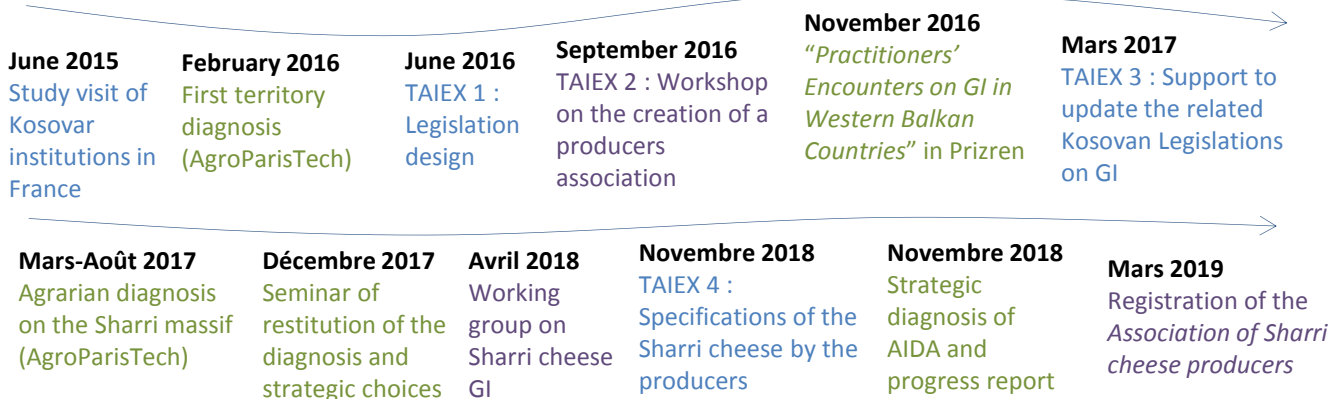 June 2015
Study visit of
Kosovar
institutions in
France
February 2016
First territory
diagnosis
(AgroParisTech)
June 2016
TAIEX 1 :
Legislation
design
September 2016
TAIEX 2 : Workshop
on the creation of a
producers
association
November 2016
“Practitioners’
Encounters on GI in
Western Balkan
Countries” in Prizren
Mars 2017
TAIEX 3 : Support to
update the related
Kosovan Legislations
on GI
Mars-Août 2017
Agrarian diagnosis
on the Sharri massif
(AgroParisTech)
Décembre 2017
Seminar of
restitution of the
diagnosis and
strategic choices
Avril 2018
Working
group on
Sharri cheese
GI
Novembre 2018
TAIEX 4 :
Specifications of the
Sharri cheese by the
producers
Novembre 2018
Strategic
diagnosis of
AIDA and
progress report
Mars 2019
Registration of the
Association of Sharri
cheese producers